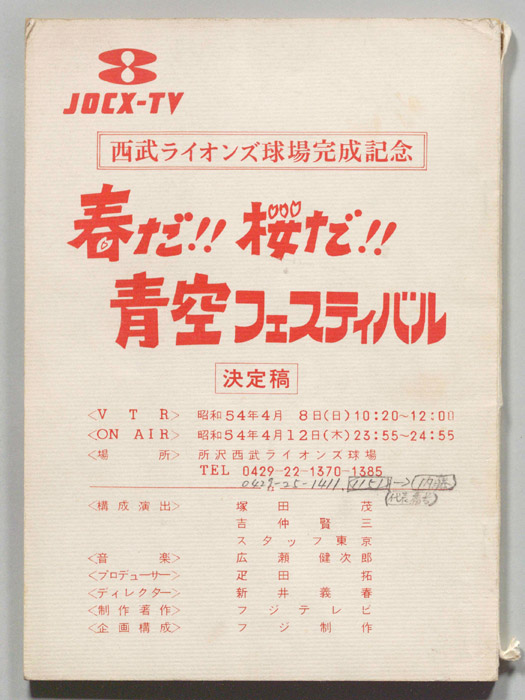 JOCX-TV
西武ライオンズ球場完成記念
春だ!! 桜だ!!
青空フェスティバル
決定稿
〈VTR〉 昭和54年4月 8日(日)10:20~12:00
〈ON AIR〉 昭和54年4月12日(木)23:55~24:55
〈場所〉 所沢西武ライオンズ球場
TEL 0429-22-1370-1385
0429-25-1411
〈構成演出〉 塚田茂
吉仲賢三
スタッフ東京
〈音楽〉 広瀬健次郎
〈プロデューサー〉 疋田拓
〈ディレクター〉 新井義春
〈制作著作〉 フジテレビ
〈企画構成〉 フジ制作